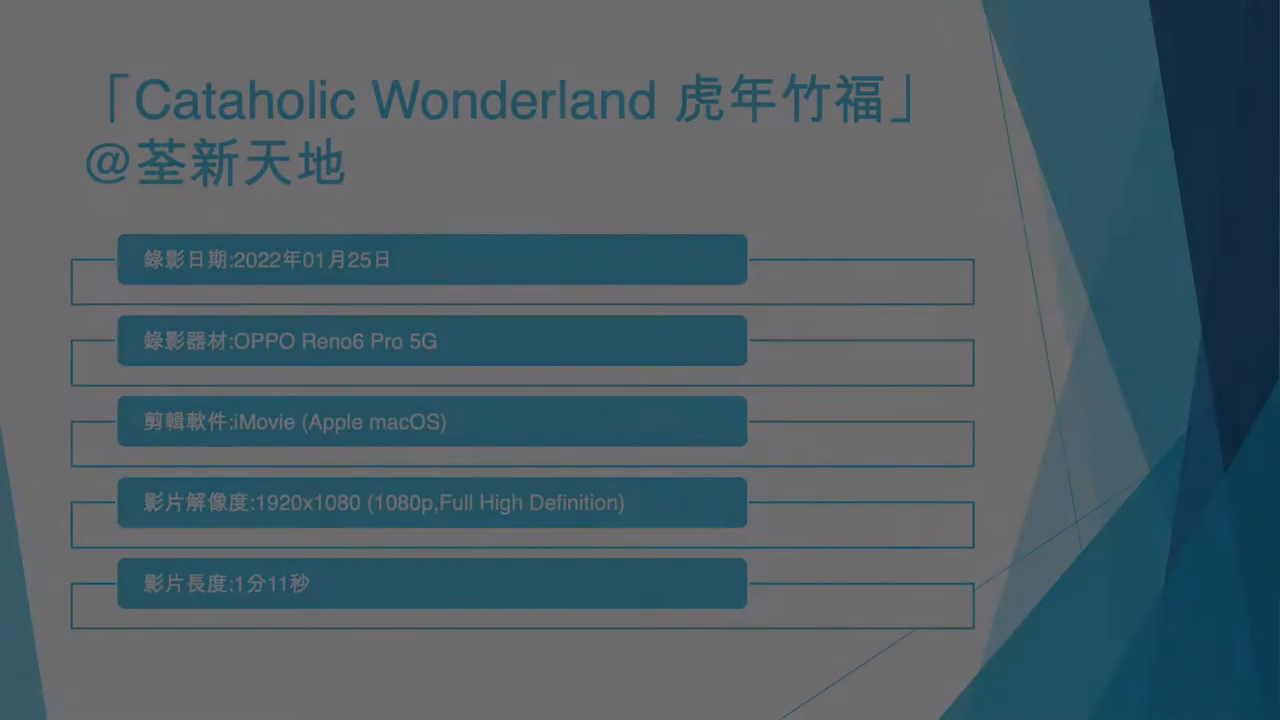 「Cataholic Wonderland 虎年竹福」
@荃新天地
錄影日期:2022年01月25日
錄影器材:OPPO Reno6 Pro 5G
剪輯軟件:iMovie (Apple macOS)
影片解像度:1920x1080 (1080p,Full High Definition)
影片長度:1分11秒